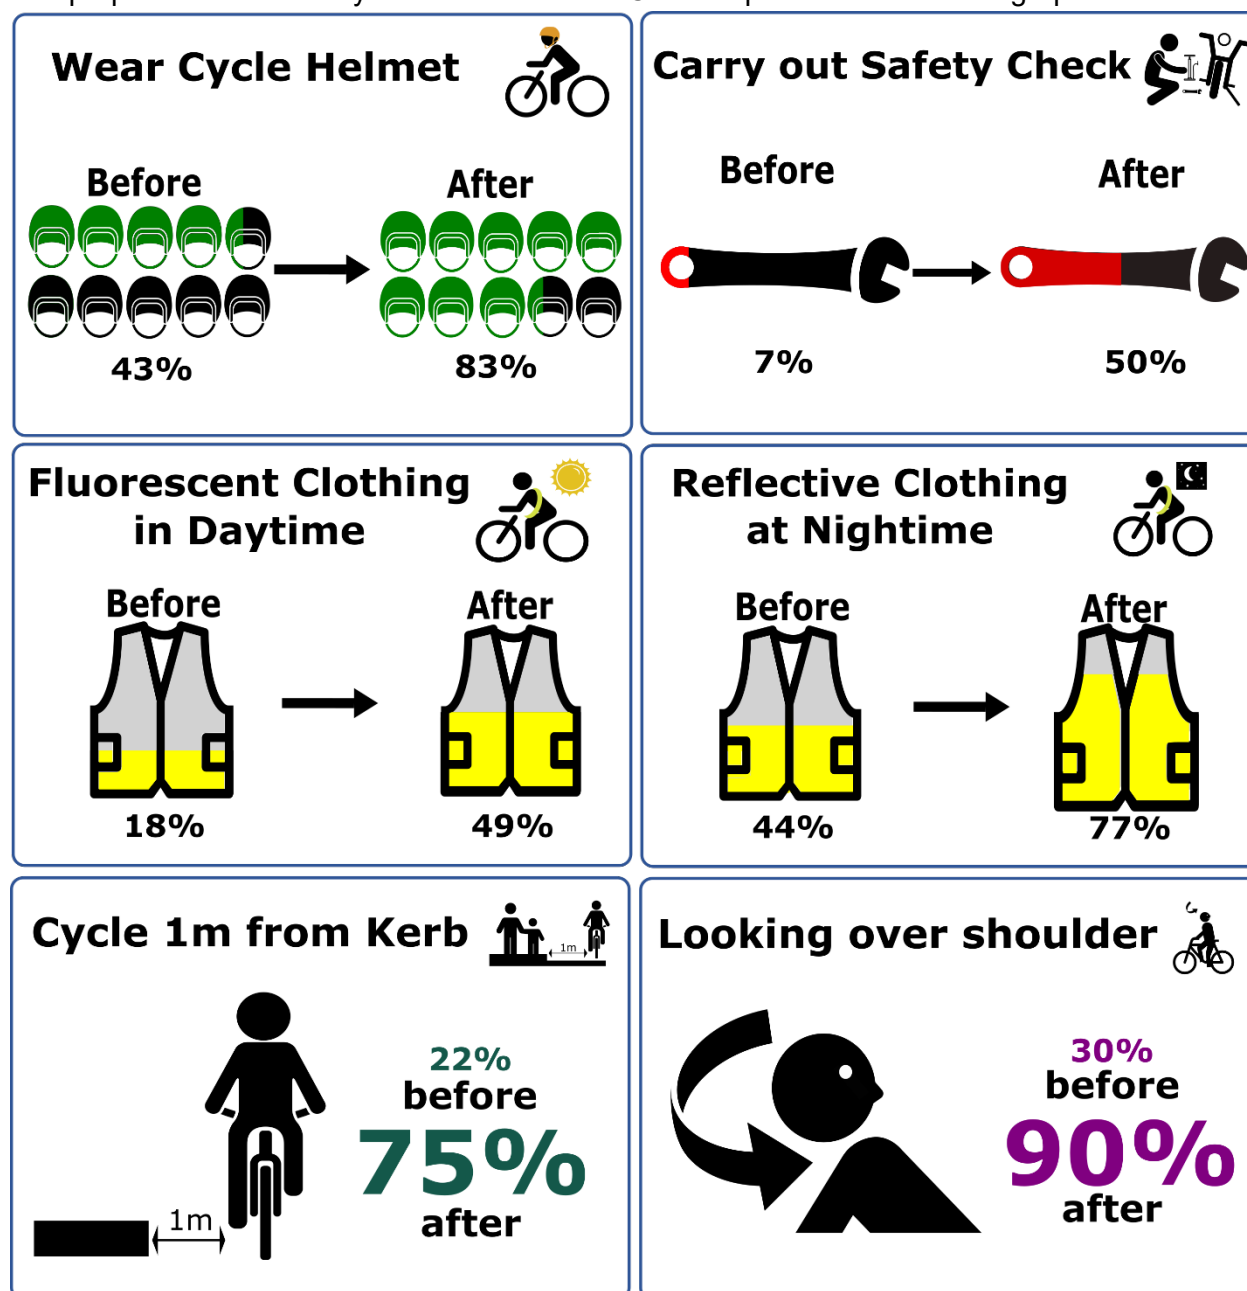 Wear Cycle Helmet
Before
After
43%
83%
Carry out Safety Check
Before
After
7%
50%
Fluorescent Clothing
in Daytime
Before
After
18%
49%
Reflective Clothing
at Nightime
Before
After
44%
77%
Cycle 1m from Kerb
1m
22%
before
75%
after
1m
Looking over shoulder
30%
before
90%
after